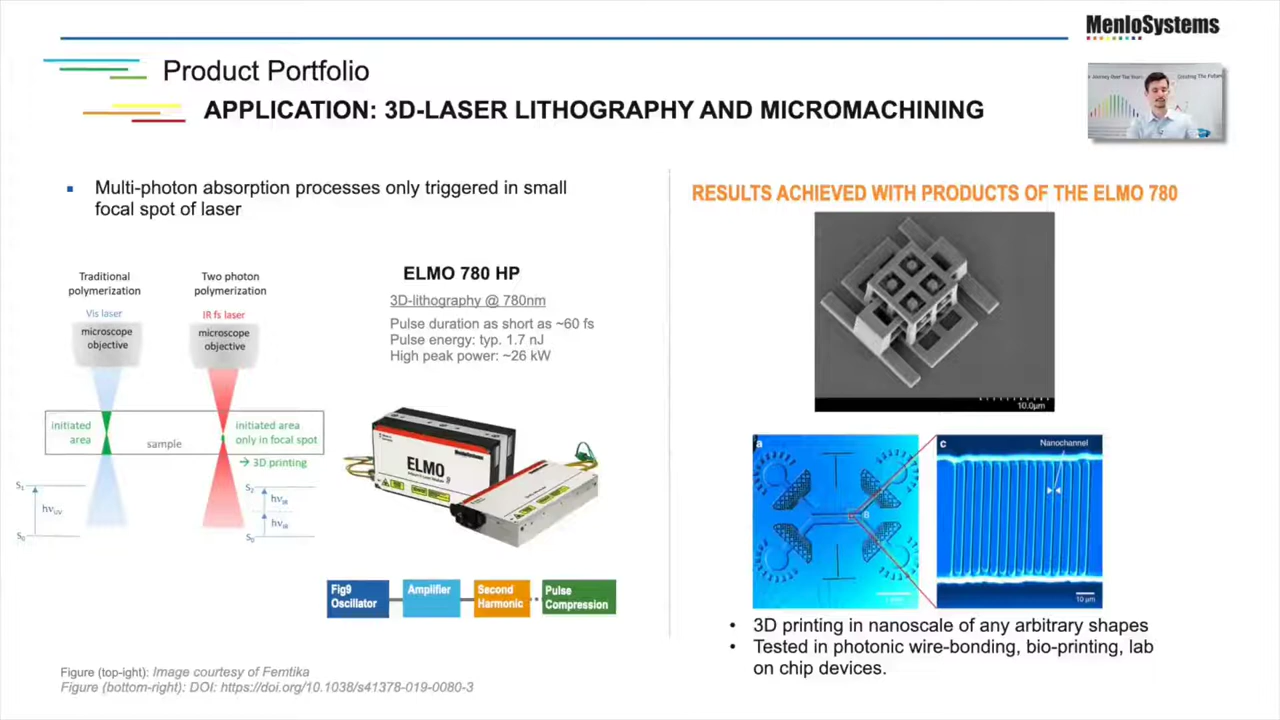 MenloSystems
Product Portfolio
APPLICATION: 3D-LASER LITHOGRAPHY AND MICROMACHINING
Multi-photon absorption processes only triggered in small
focal spot of laser
Traditional
polymerization
Vis laser
microscope
objective
Two photon
polymerization
IR fs laser
microscope
objective
initiated
area
sample
initiated area
only in focal spot
→ 3D printing
S₁
hν_UV
S₀
S₁
hν_IR
hν_IR
S₀
ELMO 780 HP
3D-lithography @ 780nm
Pulse duration as short as ~60 fs
Pulse energy: typ. 1.7 nJ
High peak power: ~26 kW
MenloSystems
ELMO
Fig9
Oscillator
Amplifier
Second
Harmonic
Pulse
Compression
RESULTS ACHIEVED WITH PRODUCTS OF THE ELMO 780
10.0µm
a
B
c
Nanochannel
10 µm
• 3D printing in nanoscale of any arbitrary shapes
• Tested in photonic wire-bonding, bio-printing, lab
on chip devices.
Figure (top-ight): Image courtesy of Femtika
Figure (bottom-right): DOI: https://doi.org/10.1038/s41378-019-0080-3